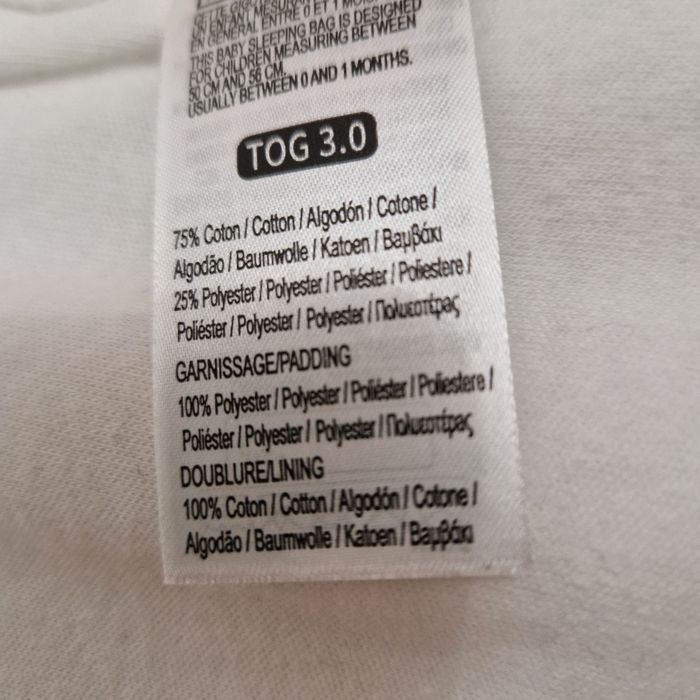 EN GÉNÉRAL ENTRE 0 ET 1
THIS BABY SLEEPING BAG IS DESIGNED
FOR CHILDREN MEASURING BETWEEN
50 CM AND 56 CM.
USUALLY BETWEEN 0 AND 1 MONTHS.
TOG 3.0
75% Coton / Cotton / Algodón / Cotone /
Algodão / Baumwolle / Katoen / Βαμβάκι
25% Polyester / Polyester / Poliéster / Poliestere /
Poliéster / Polyester / Polyester / Πολυεστέρας
GARNISSAGE/PADDING
100% Polyester / Polyester / Poliéster / Poliestere /
Poliéster / Polyester / Polyester / Πολυεστέρας
DOUBLURE/LINING
100% Coton / Cotton / Algodón / Cotone /
Algodão / Baumwolle / Katoen / Βαμβάκι